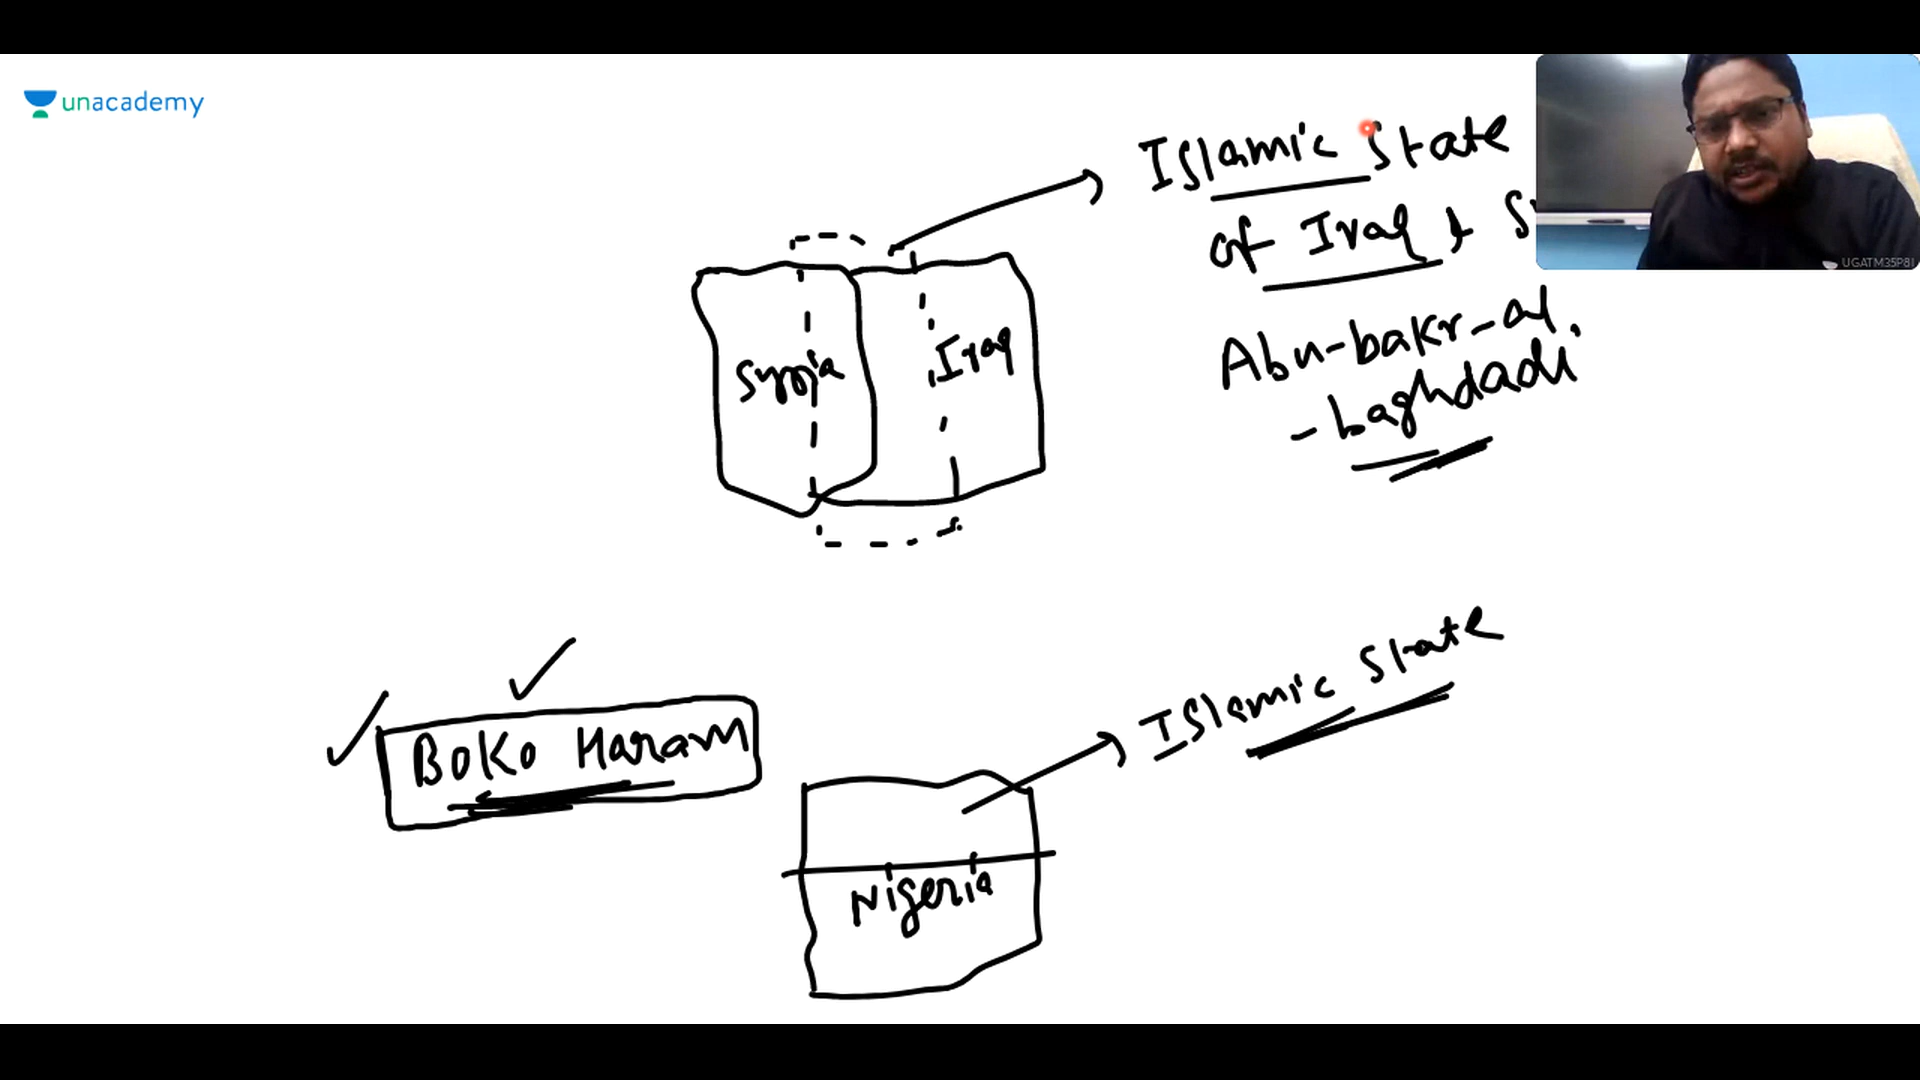 unacademy
Islamic State
of Iraq & S
Abu-bakr-al.
-baghdadi
Syria
Iraq
UGATM35P8I
Islamic State
Boko Haram
Nigeria